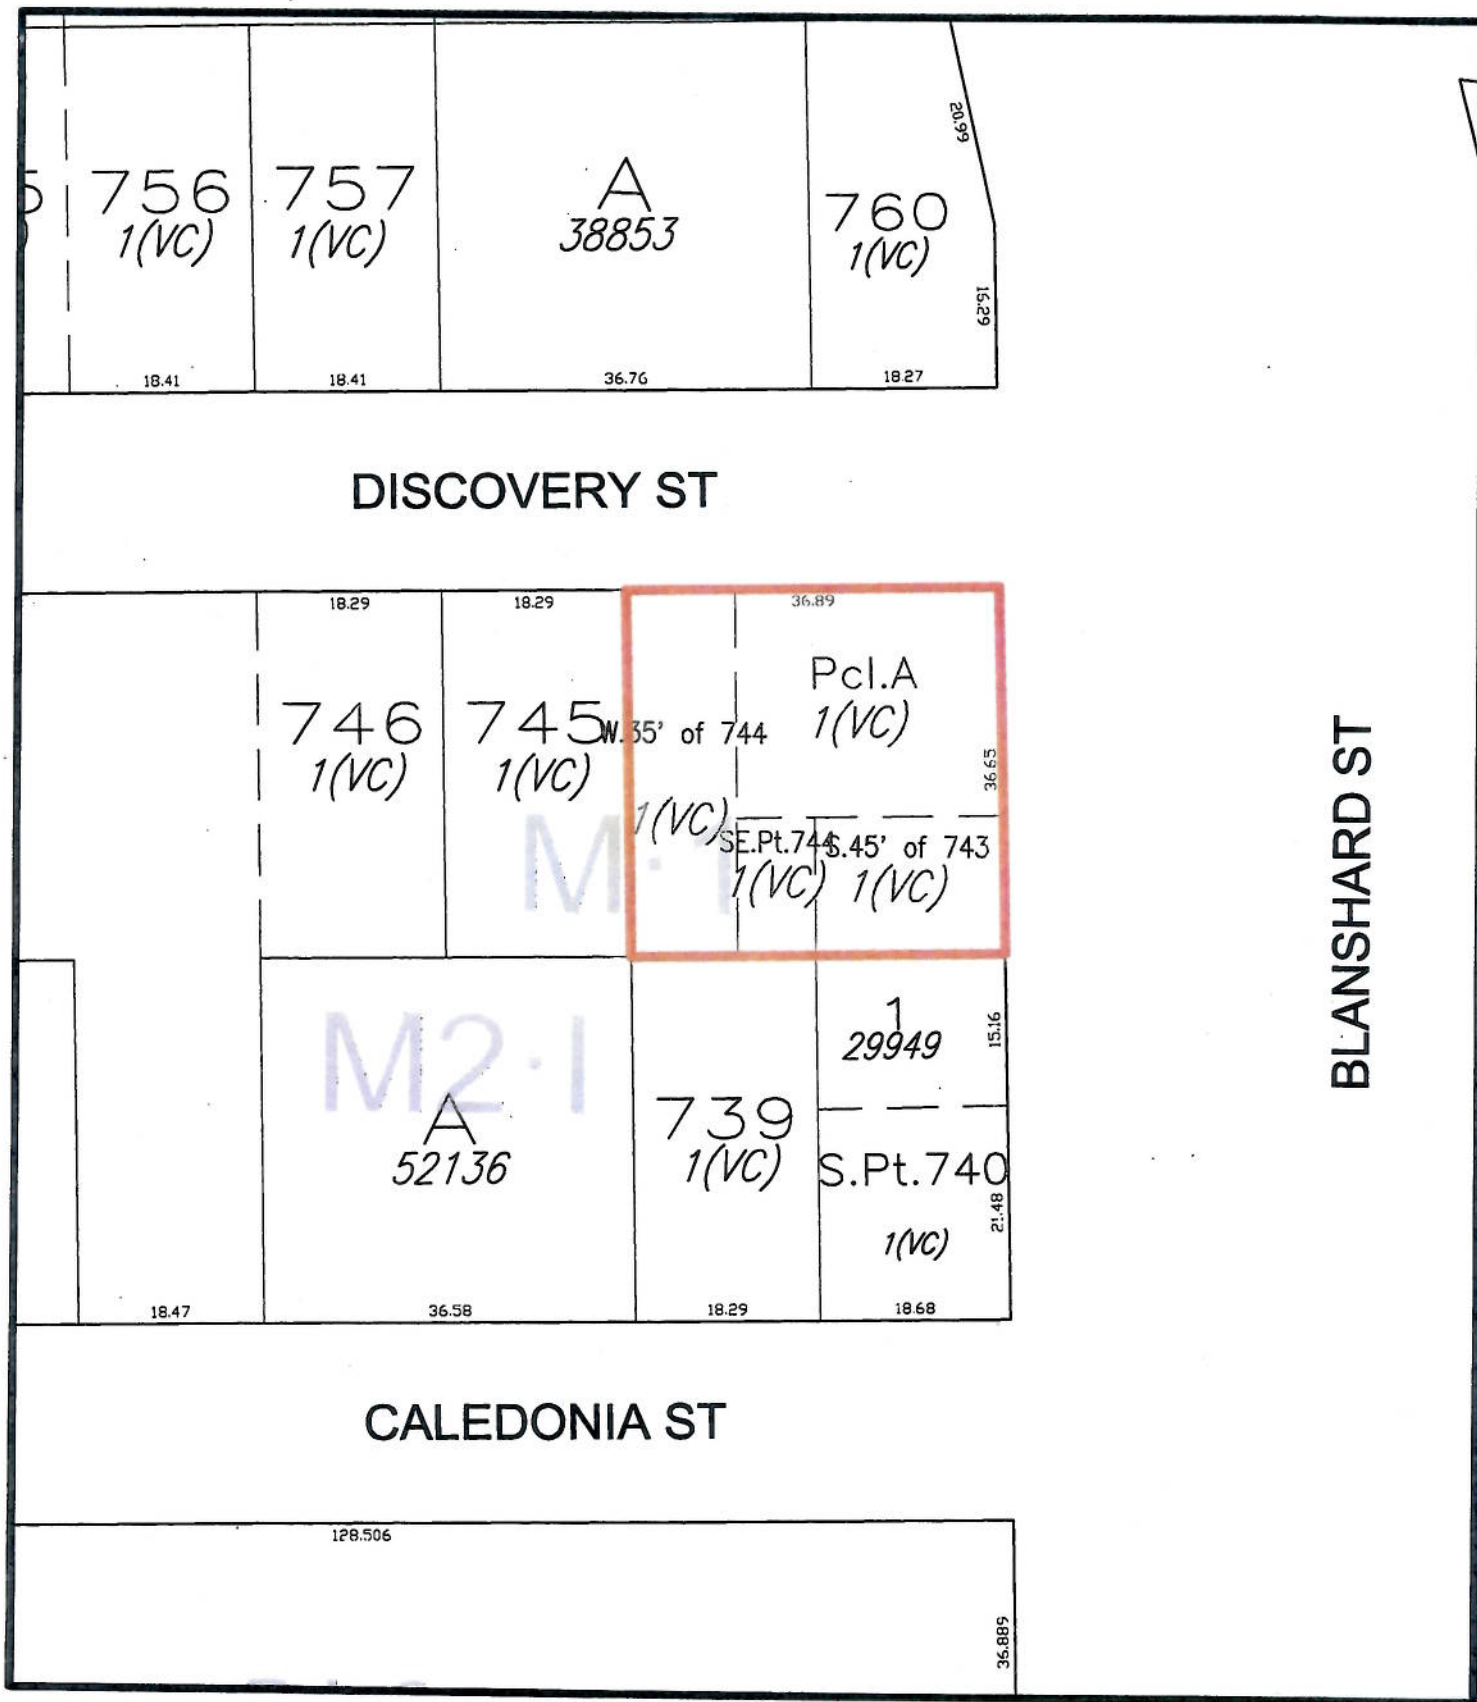 20.99
756
1(VC)
757
1(VC)
A
38853
760
1(VC)
15.29
18.41
18.41
36.76
18.27
DISCOVERY ST
18.29
18.29
36.89
746
1(VC)
745
1(VC)
W.35' of 744
1(VC)
Pcl.A
1(VC)
36.65
SE.Pt.744
1(VC)
S.45' of 743
1(VC)
M·1
BLANSHARD ST
M2·I
A
52136
739
1(VC)
1
29949
15.16
S.Pt.740
1(VC)
21.48
18.47
36.58
18.29
18.68
CALEDONIA ST
128.506
36.889